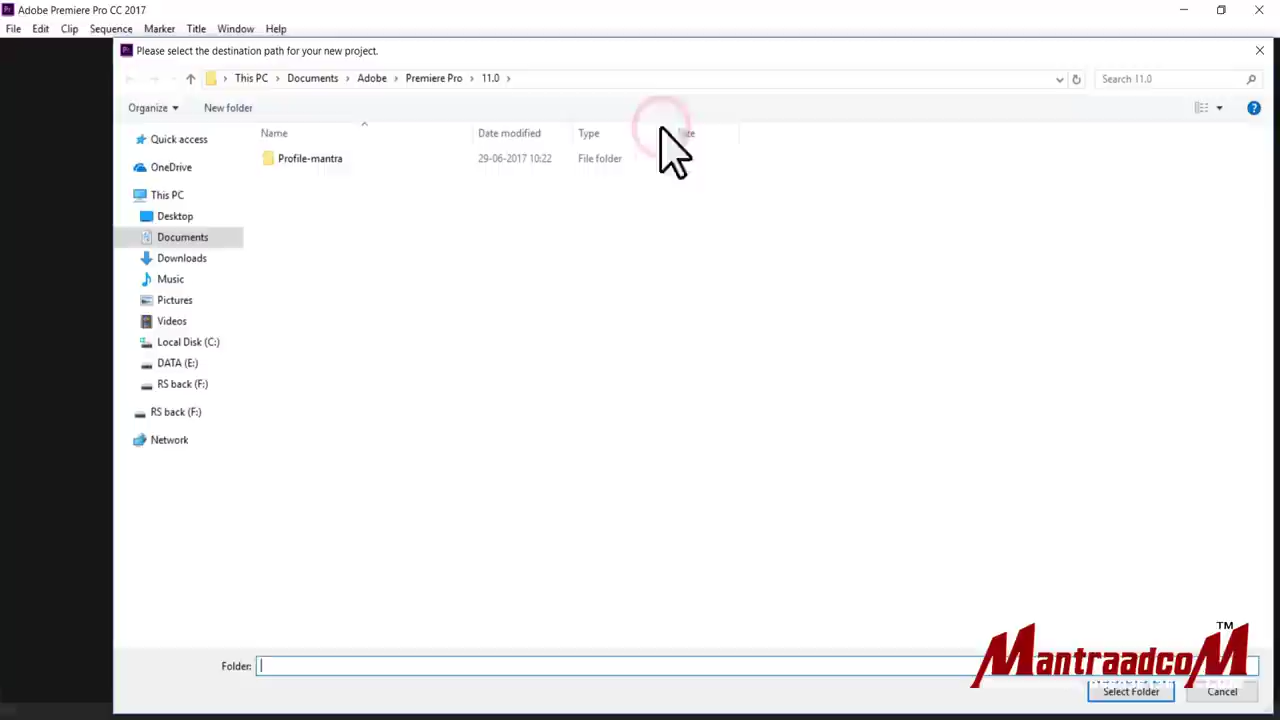 Adobe Premiere Pro CC 2017
File Edit Clip Sequence Marker Title Window Help
Please select the destination path for your new project.
This PC Documents Adobe Premiere Pro 11.0
Search 11.0
Organize New folder
Name Date modified Type
Profile-mantra 29-06-2017 10:22 File folder
Quick access
OneDrive
This PC
Desktop
Documents
Downloads
Music
Pictures
Videos
Local Disk (C:)
DATA (E:)
RS back (F:)
RS back (F:)
Network
Folder:
MantraadcoM TM
Select Folder Cancel